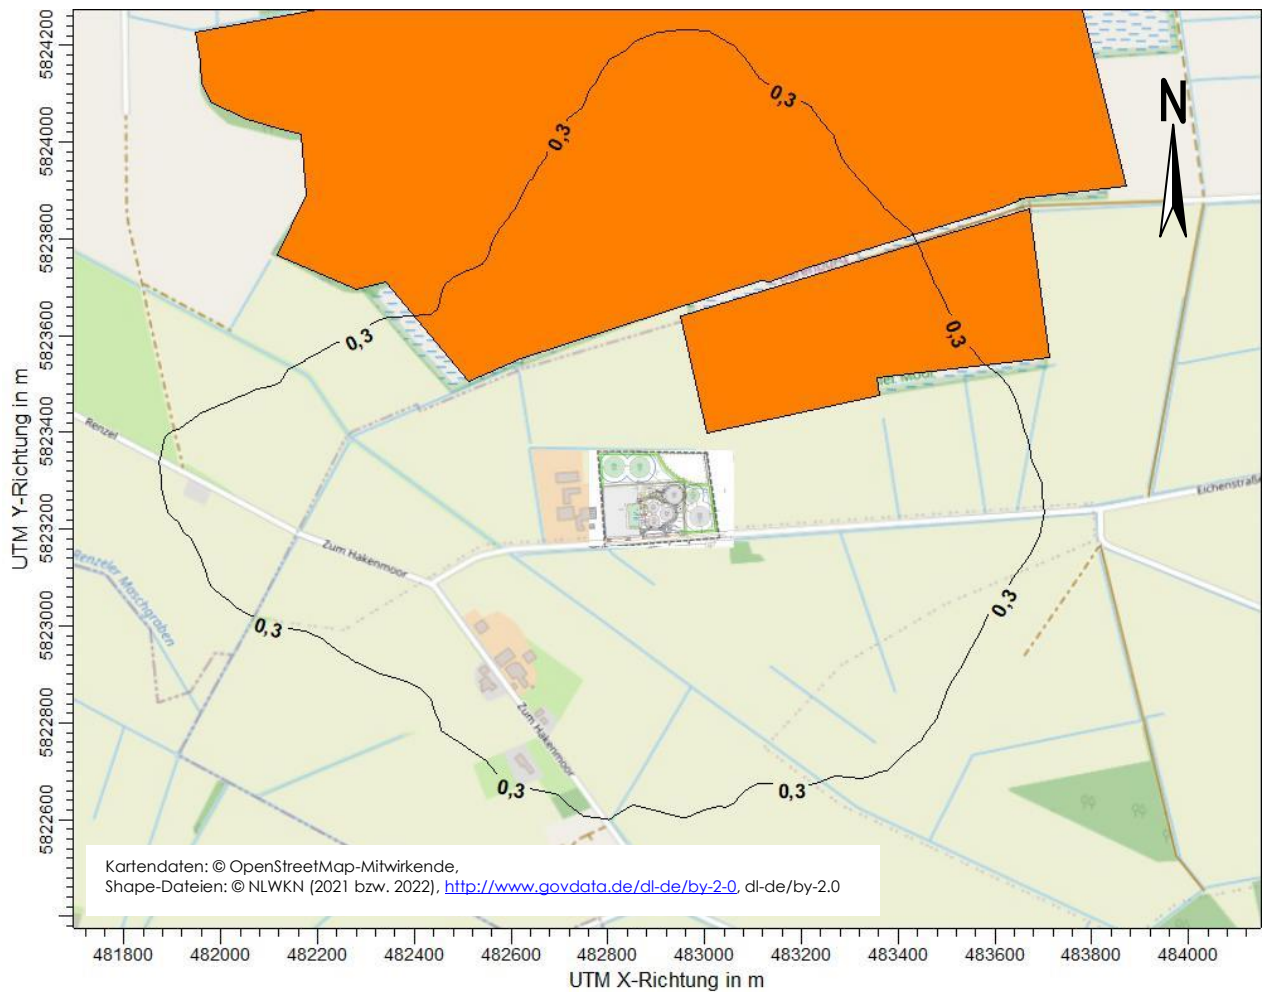 5824200
5824000
5823800
5823600
5823400
5823200
5823000
5822800
5822600
UTM Y-Richtung in m
N
0,3
0,3
0,3
0,3
0,3
0,3
0,3
0,3
Renzel
Zum Hakenmoor
Zum Hakenmoor
Renzeler Maschgraben
Eichenstraße
Moor
Kartendaten: © OpenStreetMap-Mitwirkende,
Shape-Dateien: © NLWKN (2021 bzw. 2022), http://www.govdata.de/dl-de/by-2-0, dl-de/by-2.0
481800 482000 482200 482400 482600 482800 483000 483200 483400 483600 483800 484000
UTM X-Richtung in m